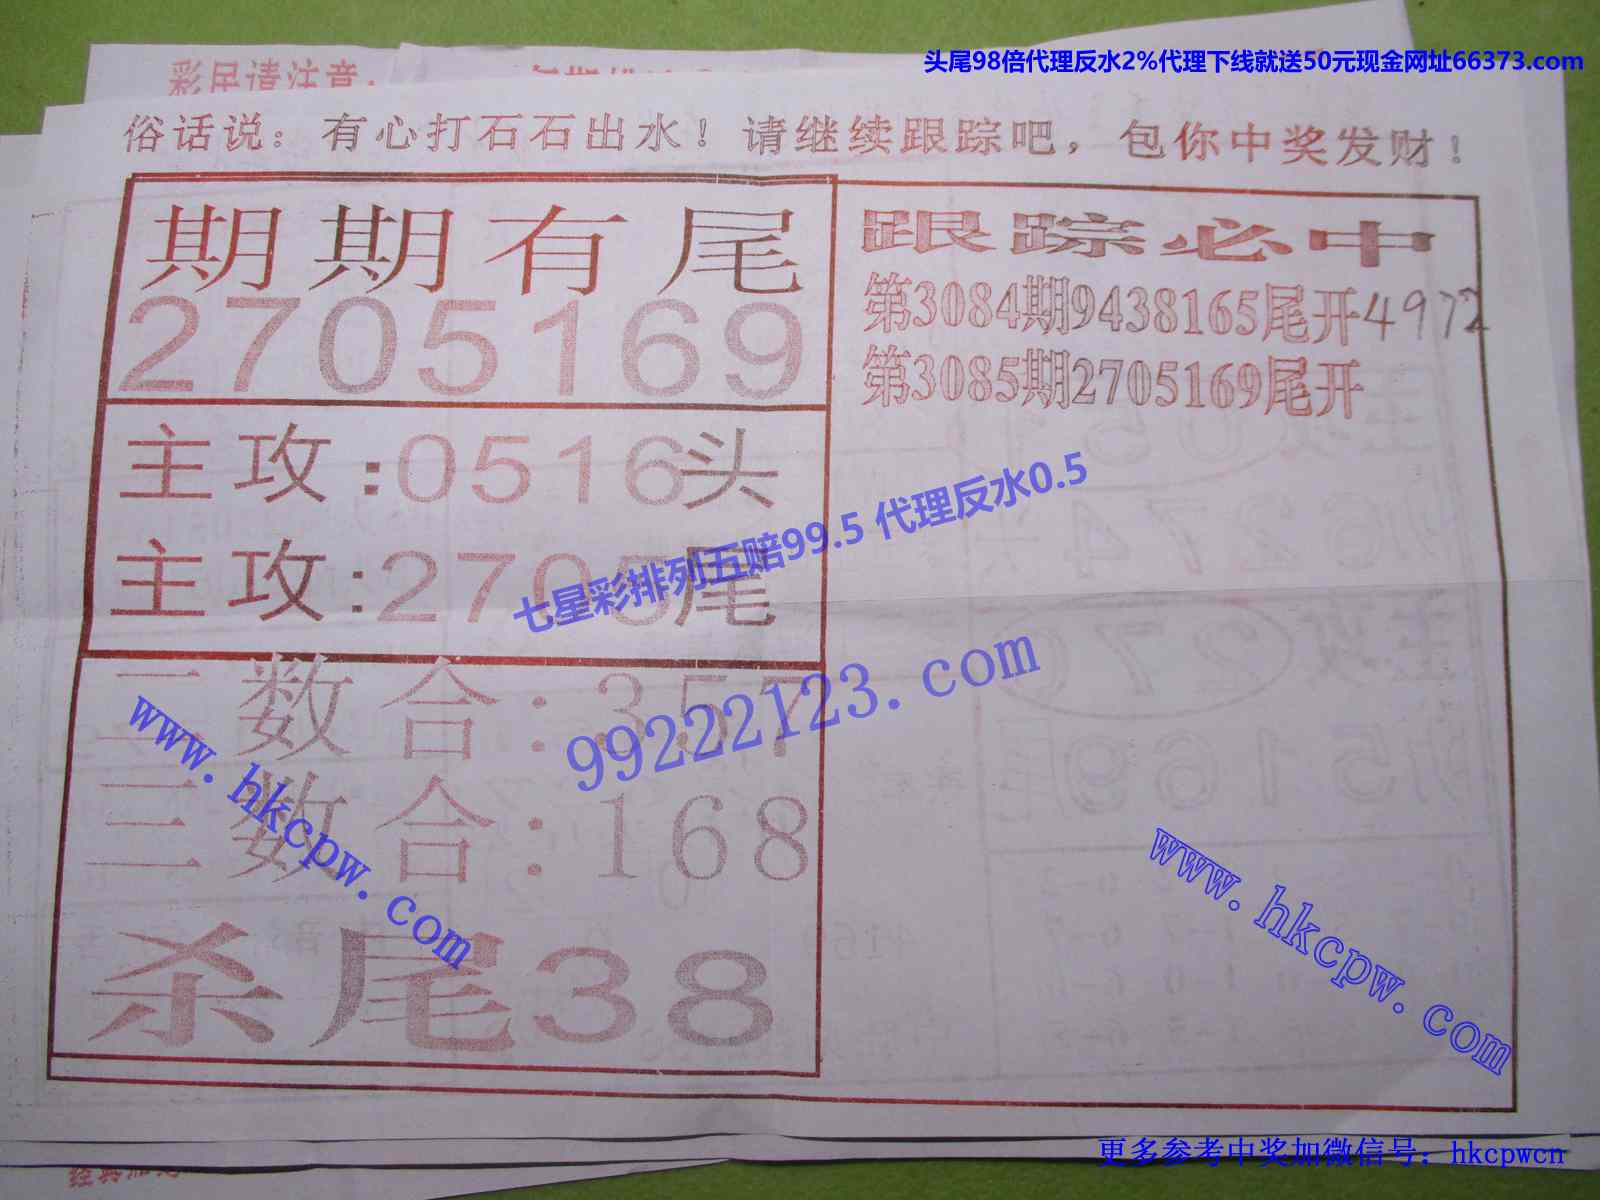 头尾98倍代理反水2%代理下线就送50元现金网址66373.com
彩民请注意:
俗话说: 有心打石石出水! 请继续跟踪吧, 包你中奖发财!
期期有尾
2705169
主攻:0516头
主攻:2705尾
二数合:357
三数合:168
杀尾38
跟踪必中
第3084期9438165尾开4972
第3085期2705169尾开
七星彩排列五赔99.5 代理反水0.5
99222123.com
www.hkcpw.com
www.hkcpw.com
更多参考中奖加微信号: hkcpwcn